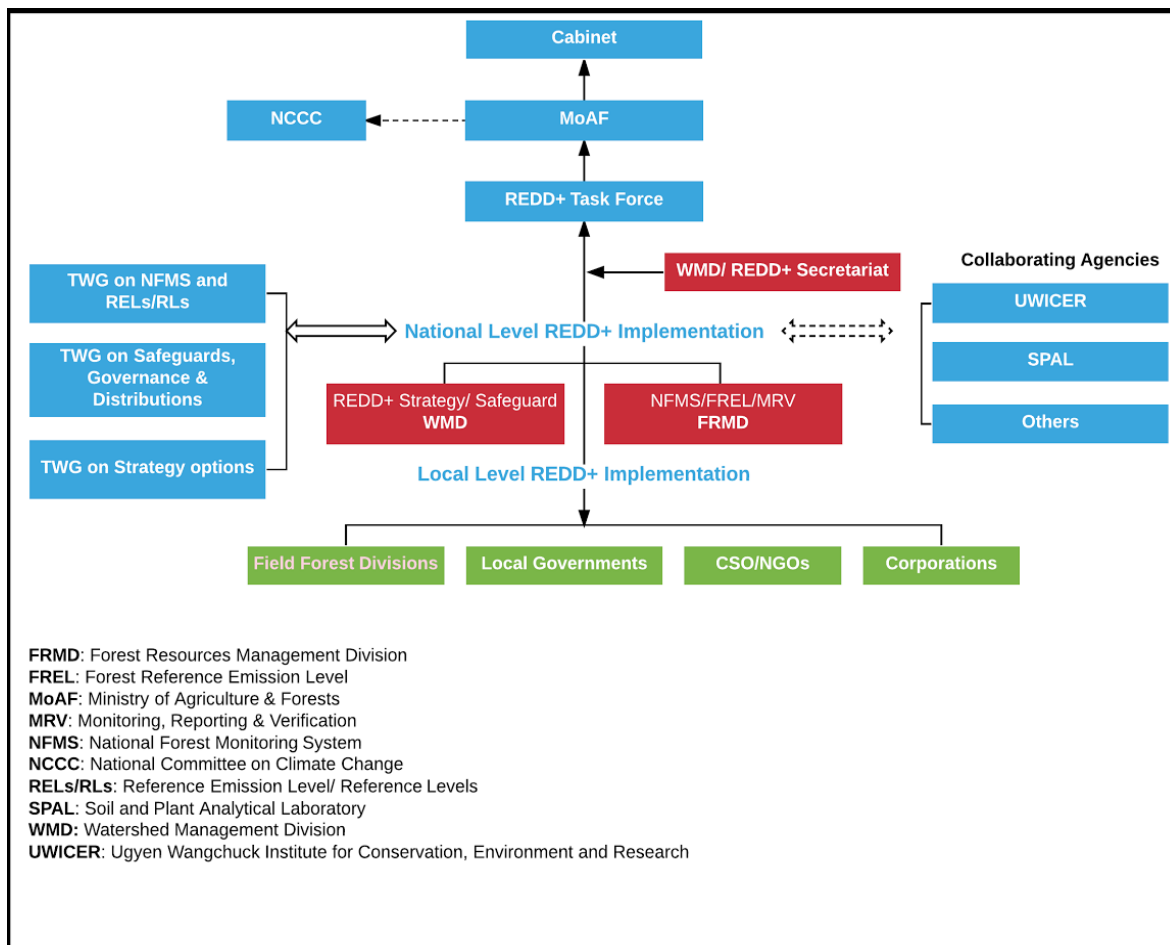 Cabinet
NCCC
MoAF
REDD+ Task Force
WMD/ REDD+ Secretariat
Collaborating Agencies
TWG on NFMS and
RELs/RLs
UWICER
National Level REDD+ Implementation
TWG on Safeguards,
Governance &
Distributions
SPAL
REDD+ Strategy/ Safeguard
WMD
NFMS/FREL/MRV
FRMD
Others
TWG on Strategy options
Local Level REDD+ Implementation
Field Forest Divisions
Local Governments
CSO/NGOs
Corporations
FRMD: Forest Resources Management Division
FREL: Forest Reference Emission Level
MoAF: Ministry of Agriculture & Forests
MRV: Monitoring, Reporting & Verification
NFMS: National Forest Monitoring System
NCCC: National Committee on Climate Change
RELs/RLs: Reference Emission Level/ Reference Levels
SPAL: Soil and Plant Analytical Laboratory
WMD: Watershed Management Division
UWICER: Ugyen Wangchuck Institute for Conservation, Environment and Research